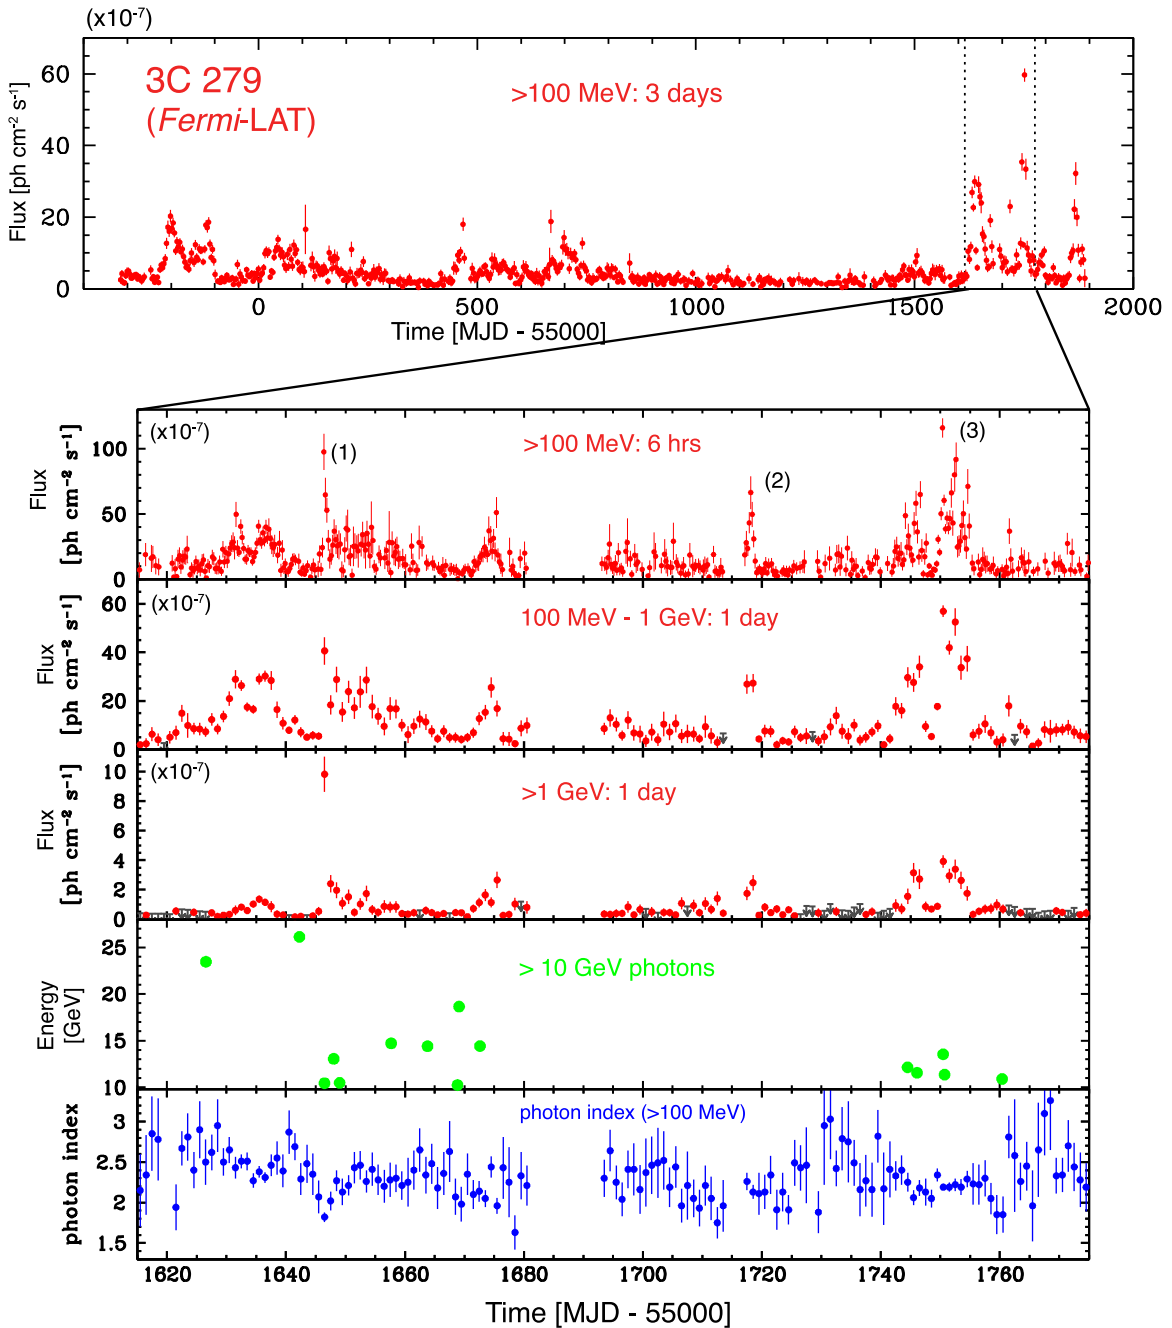 (x10⁻⁷)
3C 279
(Fermi-LAT)
>100 MeV: 3 days
Flux [ph cm⁻² s⁻¹]
60
40
20
0
0 500 1000 1500 2000
Time [MJD - 55000]
(x10⁻⁷)
>100 MeV: 6 hrs
(1)
(2)
(3)
Flux
[ph cm⁻² s⁻¹]
100
50
0
(x10⁻⁷)
100 MeV - 1 GeV: 1 day
Flux
[ph cm⁻² s⁻¹]
60
40
20
0
(x10⁻⁷)
>1 GeV: 1 day
Flux
[ph cm⁻² s⁻¹]
10
8
6
4
2
0
> 10 GeV photons
Energy
[GeV]
25
20
15
10
photon index (>100 MeV)
photon index
3
2.5
2
1.5
1620 1640 1660 1680 1700 1720 1740 1760
Time [MJD - 55000]